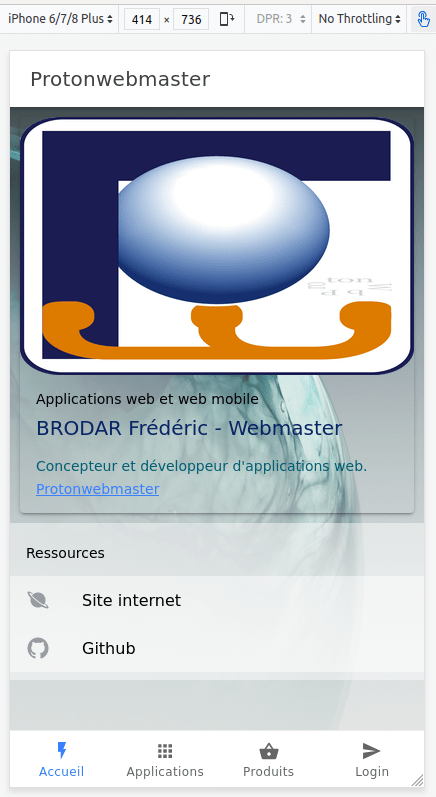 iPhone 6/7/8 Plus 414 × 736 DPR: 3 No Throttling
Protonwebmaster
Applications web et web mobile
BRODAR Frédéric - Webmaster
Concepteur et développeur d'applications web.
Protonwebmaster
Ressources
Site internet
Github
Accueil Applications Produits Login